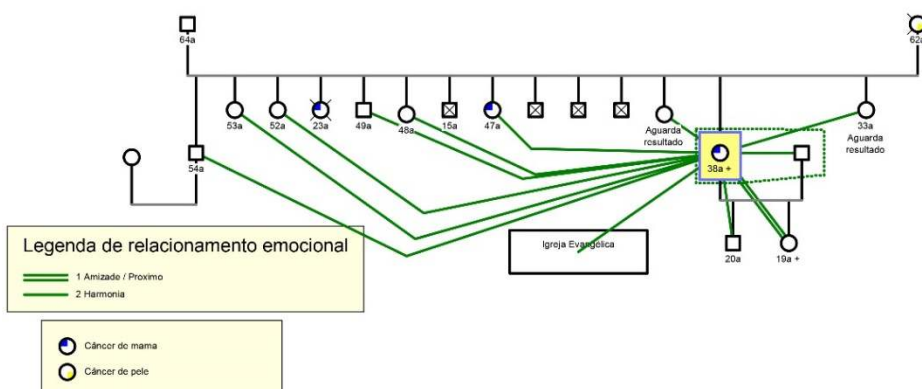 64a
62a
53a
52a
23a
49a
48a
15a
47a
Aguarda
resultado
33a
Aguarda
resultado
54a
38a +
Igreja Evangélica
20a
19a +
Legenda de relacionamento emocional
1 Amizade / Proximo
2 Harmonia
Câncer de mama
Câncer de pele